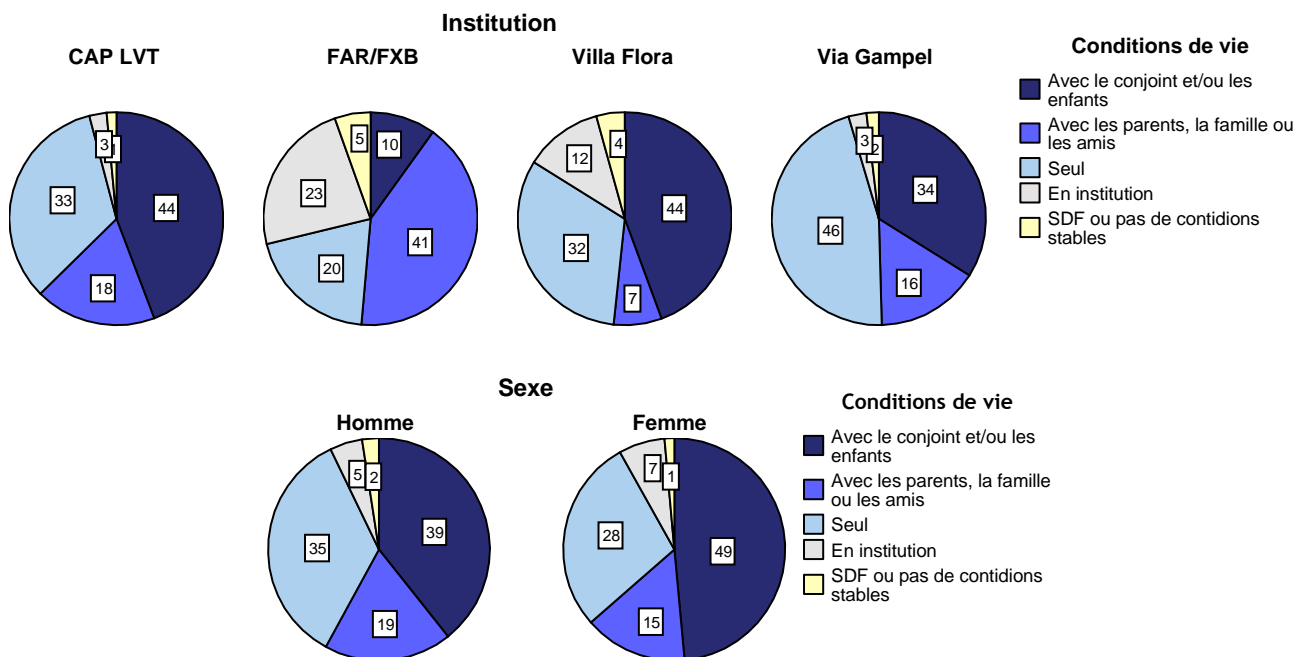 Institution
CAP LVT
FAR/FXB
Villa Flora
Via Gampel
Conditions de vie
Avec le conjoint et/ou les
enfants
Avec les parents, la famille ou
les amis
Seul
En institution
SDF ou pas de contidions
stables
3
1
33
44
18
5
10
23
41
20
4
12
44
32
7
3
2
34
46
16
Sexe
Homme
Femme
Conditions de vie
Avec le conjoint et/ou les
enfants
Avec les parents, la famille
ou les amis
Seul
En institution
SDF ou pas de contidions
stables
5
2
39
35
19
7
1
28
49
15